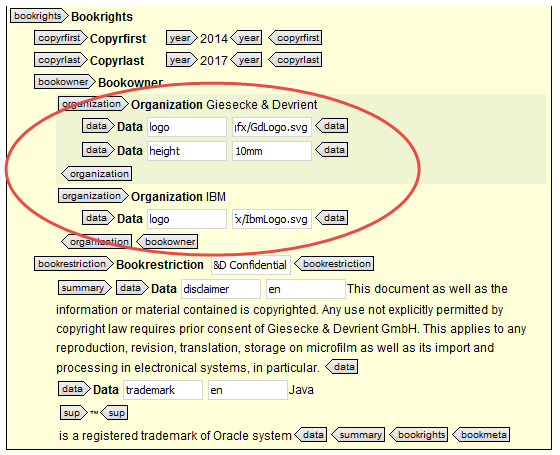 bookrights Bookrights
copyrfirst Copyrfirst year 2014 year copyrfirst
copyrlast Copyrlast year 2017 year copyrlast
bookowner Bookowner
organization Organization Giesecke & Devrient
data Data logo gfx/GdLogo.svg data
data Data height 10mm data
organization
organization Organization IBM
data Data logo x/IbmLogo.svg data
organization bookowner
bookrestriction Bookrestriction &D Confidential bookrestriction
summary data Data disclaimer en This document as well as the
information or material contained is copyrighted. Any use not explicitly permitted by
copyright law requires prior consent of Giesecke & Devrient GmbH. This applies to any
reproduction, revision, translation, storage on microfilm as well as its import and
processing in electronical systems, in particular. data
data Data trademark en Java
sup ™ sup
is a registered trademark of Oracle system data summary bookrights bookmeta